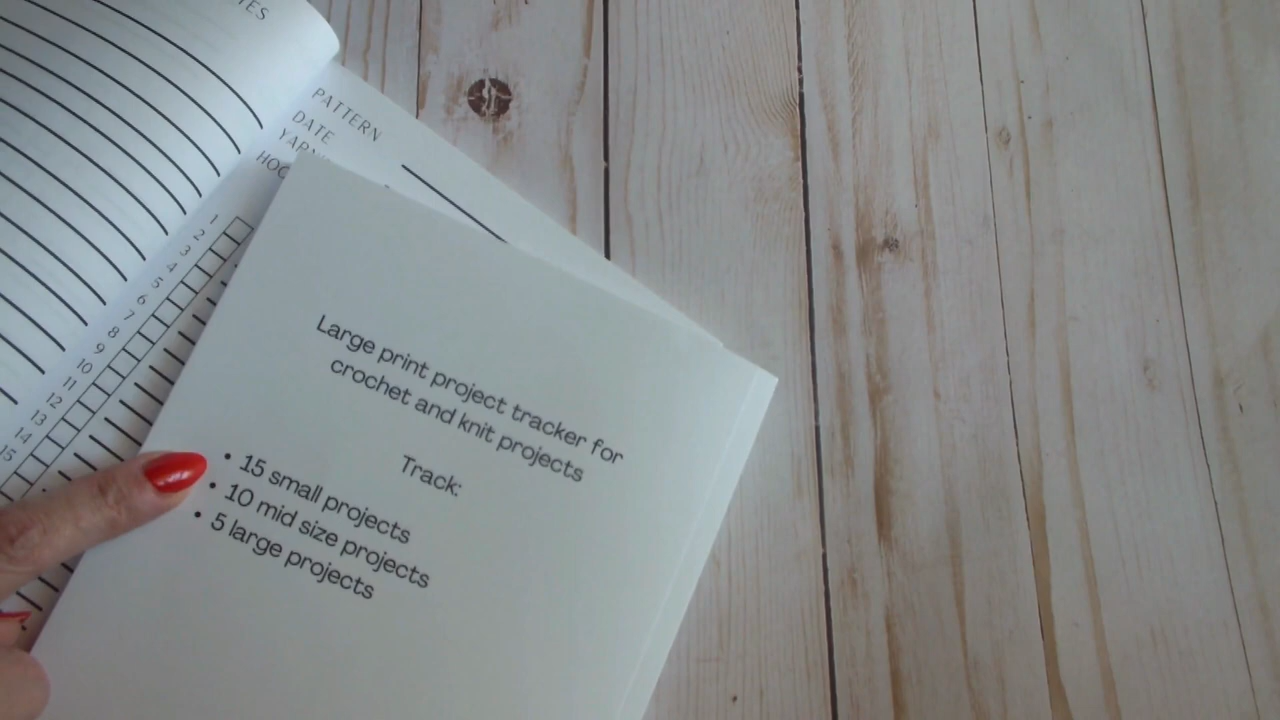 PATTERN
DATE
1
2
3
4
5
6
7
8
9
10
11
12
13
14
15
Large print project tracker for
crochet and knit projects
Track:
• 15 small projects
• 10 mid size projects
• 5 large projects